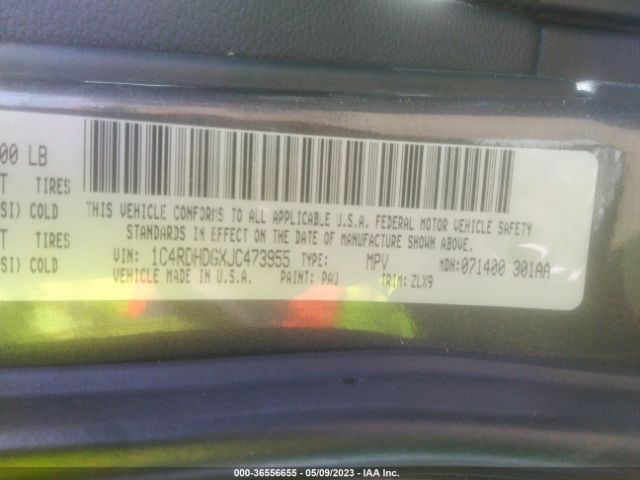 00 LB
T TIRES
SI) COLD
T TIRES
SI) COLD
THIS VEHICLE CONFORMS TO ALL APPLICABLE U.S.A. FEDERAL MOTOR VEHICLE SAFETY
STANDARDS IN EFFECT ON THE DATE OF MANUFACTURE SHOWN ABOVE.
VIN: 1C4RDHDGXJC473955 TYPE: MPV MDH: 071400 301AA
VEHICLE MADE IN U.S.A. PAINT: PAU TRIM: ZLX9
000-36556655 - 05/09/2023 - IAA Inc.